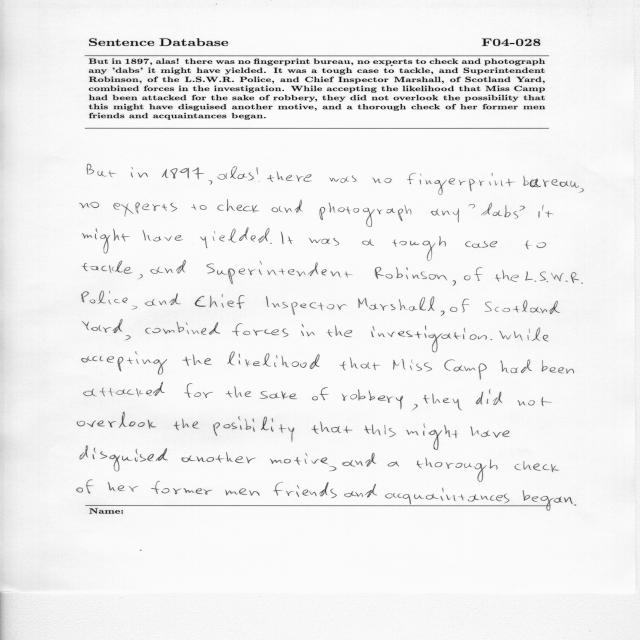 Sentence Database F04-028
But in 1897, alas! there was no fingerprint bureau, no experts to check and photograph
any 'dabs' it might have yielded. It was a tough case to tackle, and Superintendent
Robinson, of the L.S.W.R. Police, and Chief Inspector Marshall, of Scotland Yard,
combined forces in the investigation. While accepting the likelihood that Miss Camp
had been attacked for the sake of robbery, they did not overlook the possibility that
this might have disguised another motive, and a thorough check of her former men
friends and acquaintances began.
But in 1897, alas! there was no fingerprint bureau,
no experts to check and photograph any 'dabs' it
might have yielded. It was a tough case to
tackle, and Superintendent Robinson, of the L.S.W.R.
Police, and Chief Inspector Marshall, of Scotland
Yard, combined forces in the investigation. While
accepting the likelihood that Miss Camp had been
attacked for the sake of robbery, they did not
overlook the posibility that this might have
disguised another motive, and a thorough check
of her former men friends and acquaintances began.
Name: